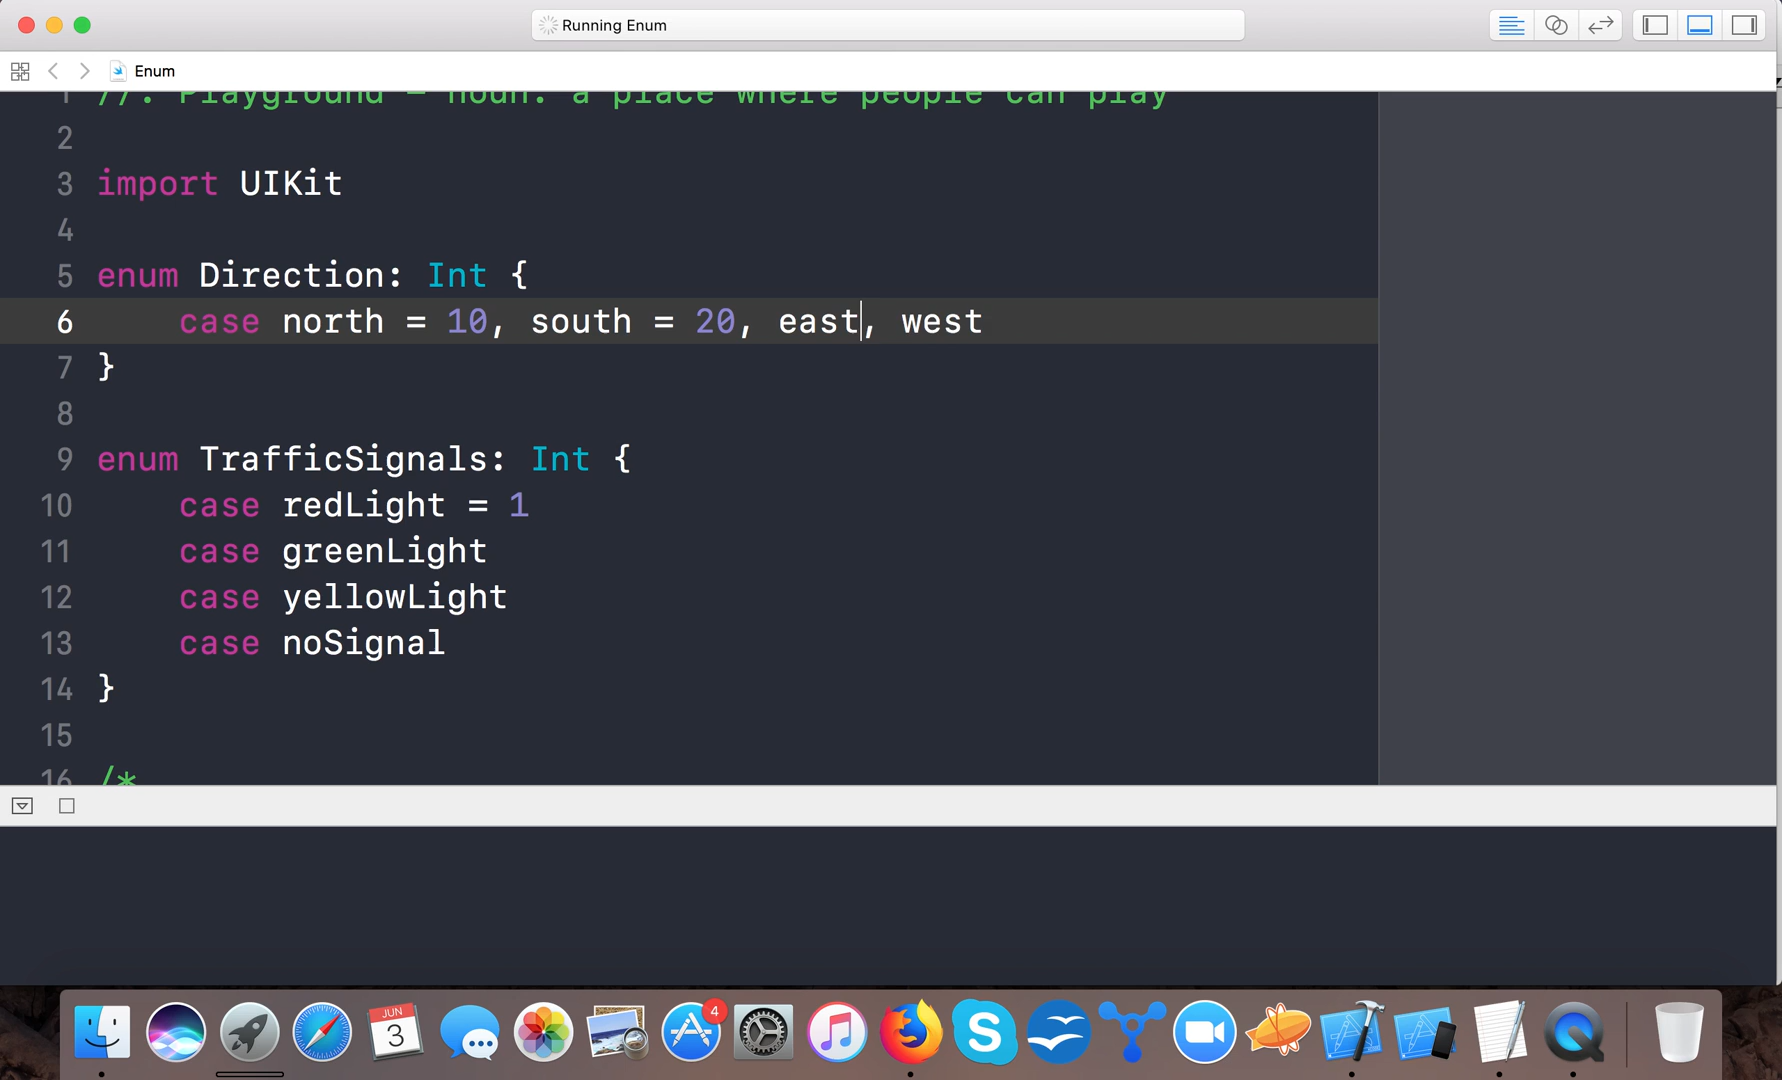 Running Enum
Enum
1 //: Playground - noun: a place where people can play
2
3 import UIKit
4
5 enum Direction: Int {
6 case north = 10, south = 20, east, west
7 }
8
9 enum TrafficSignals: Int {
10 case redLight = 1
11 case greenLight
12 case yellowLight
13 case noSignal
14 }
15
16 /*
JUN
3
4